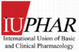 IUPHAR
International Union of Basic
and Clinical Pharmacology